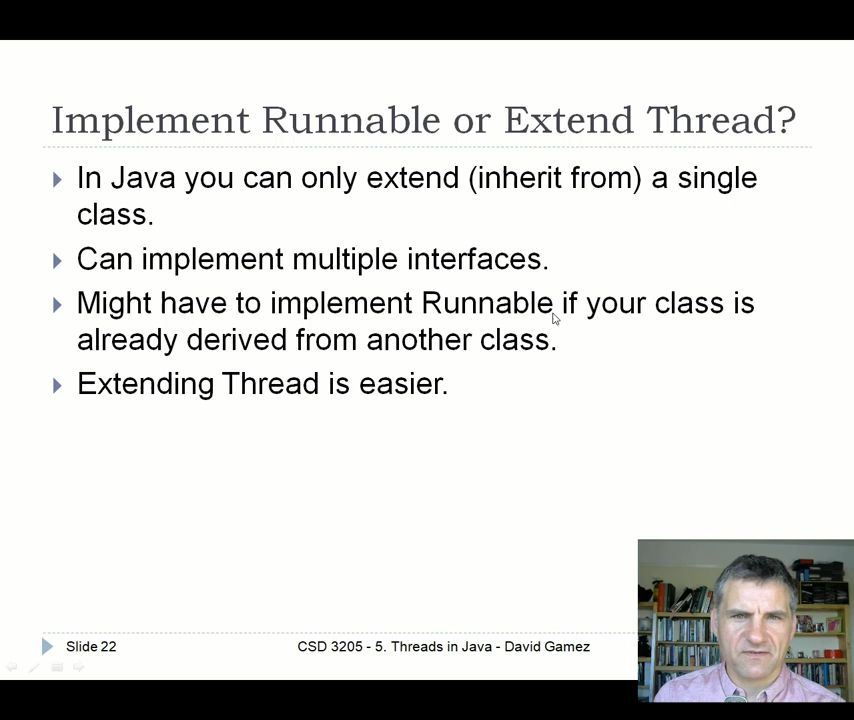 Implement Runnable or Extend Thread?
In Java you can only extend (inherit from) a single
class.
Can implement multiple interfaces.
Might have to implement Runnable if your class is
already derived from another class.
Extending Thread is easier.
Slide 22
CSD 3205 - 5. Threads in Java - David Gamez